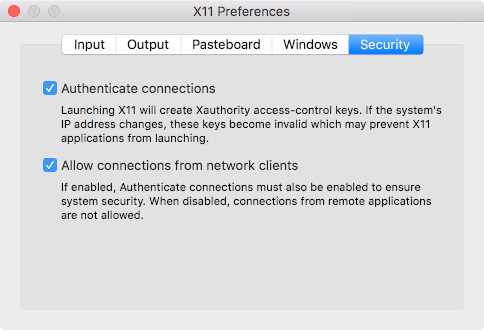 X11 Preferences
Input Output Pasteboard Windows Security
Authenticate connections
Launching X11 will create Xauthority access-control keys. If the system's
IP address changes, these keys become invalid which may prevent X11
applications from launching.
Allow connections from network clients
If enabled, Authenticate connections must also be enabled to ensure
system security. When disabled, connections from remote applications
are not allowed.